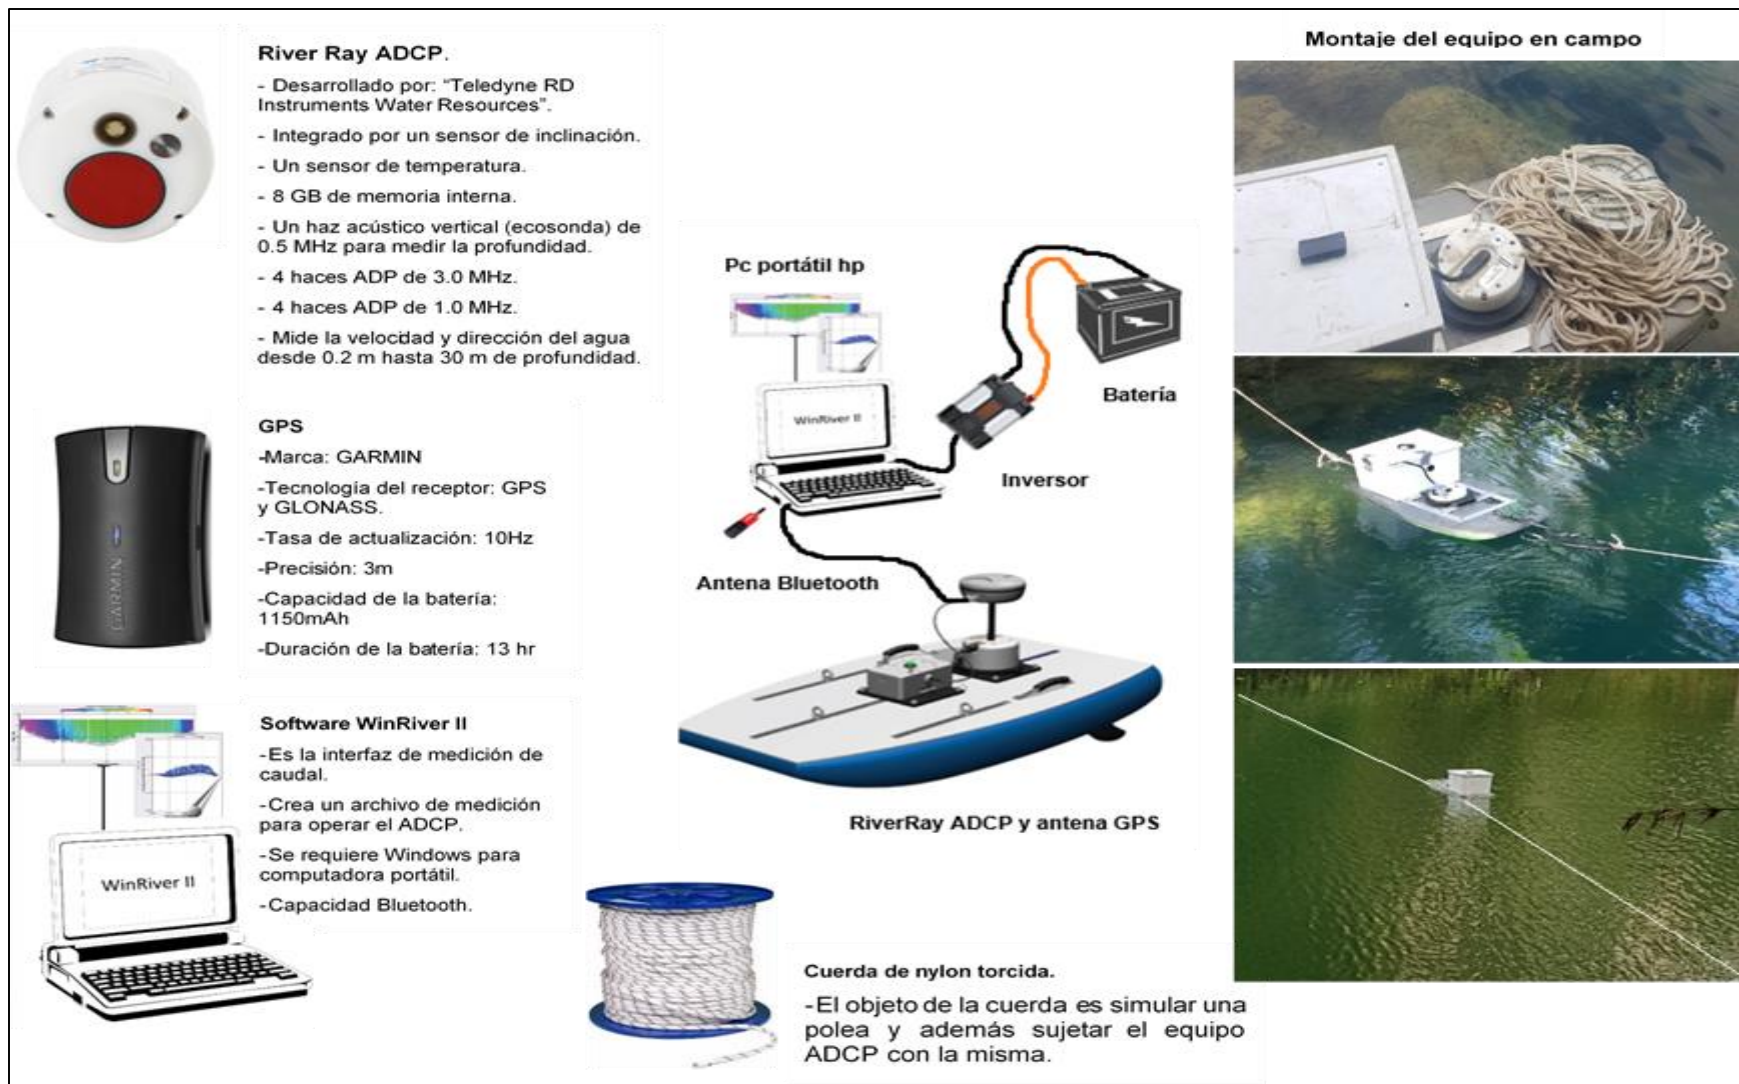 River Ray ADCP.
- Desarrollado por: “Teledyne RD
Instruments Water Resources”.
- Integrado por un sensor de inclinación.
- Un sensor de temperatura.
- 8 GB de memoria interna.
- Un haz acústico vertical (ecosonda) de
0.5 MHz para medir la profundidad.
- 4 haces ADP de 3.0 MHz.
- 4 haces ADP de 1.0 MHz.
- Mide la velocidad y dirección del agua
desde 0.2 m hasta 30 m de profundidad.
GPS
-Marca: GARMIN
-Tecnología del receptor: GPS
y GLONASS.
-Tasa de actualización: 10Hz
-Precisión: 3m
-Capacidad de la batería:
1150mAh
-Duración de la batería: 13 hr
GARMIN
Software WinRiver II
-Es la interfaz de medición de
caudal.
-Crea un archivo de medición
para operar el ADCP.
-Se requiere Windows para
computadora portátil.
-Capacidad Bluetooth.
WinRiver II
Pc portátil hp
WinRiver II
Batería
Inversor
Antena Bluetooth
RiverRay ADCP y antena GPS
Cuerda de nylon torcida.
-El objeto de la cuerda es simular una
polea y además sujetar el equipo
ADCP con la misma.
Montaje del equipo en campo